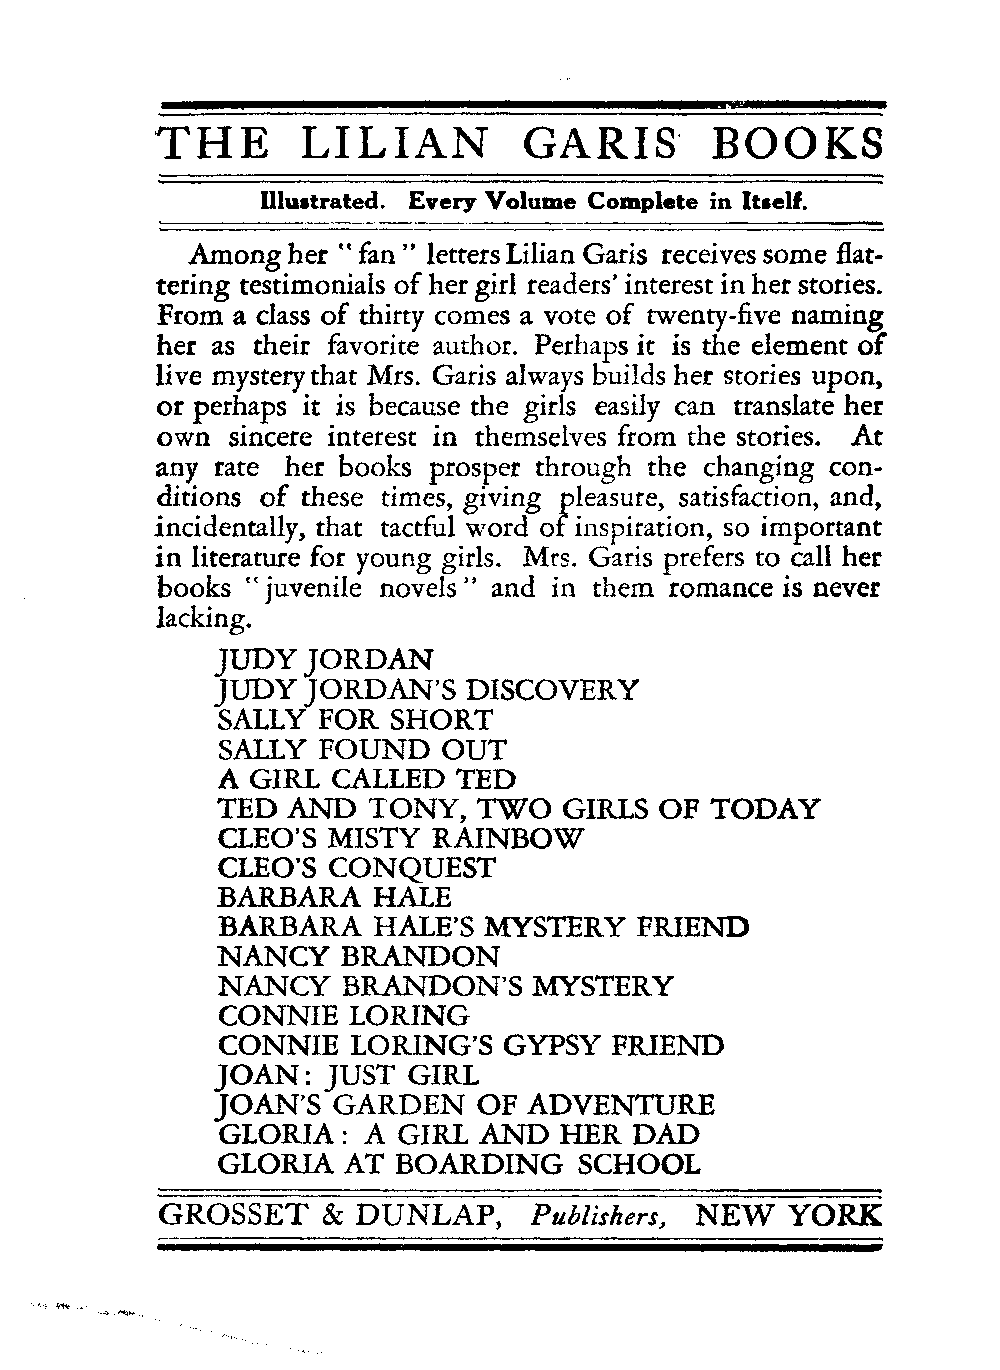 THE LILIAN GARIS BOOKS
Illustrated. Every Volume Complete in Itself.
Among her "fan" letters Lilian Garis receives some flat-
tering testimonials of her girl readers' interest in her stories.
From a class of thirty comes a vote of twenty-five naming
her as their favorite author. Perhaps it is the element of
live mystery that Mrs. Garis always builds her stories upon,
or perhaps it is because the girls easily can translate her
own sincere interest in themselves from the stories. At
any rate her books prosper through the changing con-
ditions of these times, giving pleasure, satisfaction, and,
incidentally, that tactful word of inspiration, so important
in literature for young girls. Mrs. Garis prefers to call her
books "juvenile novels" and in them romance is never
lacking.
JUDY JORDAN
JUDY JORDAN'S DISCOVERY
SALLY FOR SHORT
SALLY FOUND OUT
A GIRL CALLED TED
TED AND TONY, TWO GIRLS OF TODAY
CLEO'S MISTY RAINBOW
CLEO'S CONQUEST
BARBARA HALE
BARBARA HALE'S MYSTERY FRIEND
NANCY BRANDON
NANCY BRANDON'S MYSTERY
CONNIE LORING
CONNIE LORING'S GYPSY FRIEND
JOAN: JUST GIRL
JOAN'S GARDEN OF ADVENTURE
GLORIA: A GIRL AND HER DAD
GLORIA AT BOARDING SCHOOL
GROSSET & DUNLAP, Publishers, NEW YORK